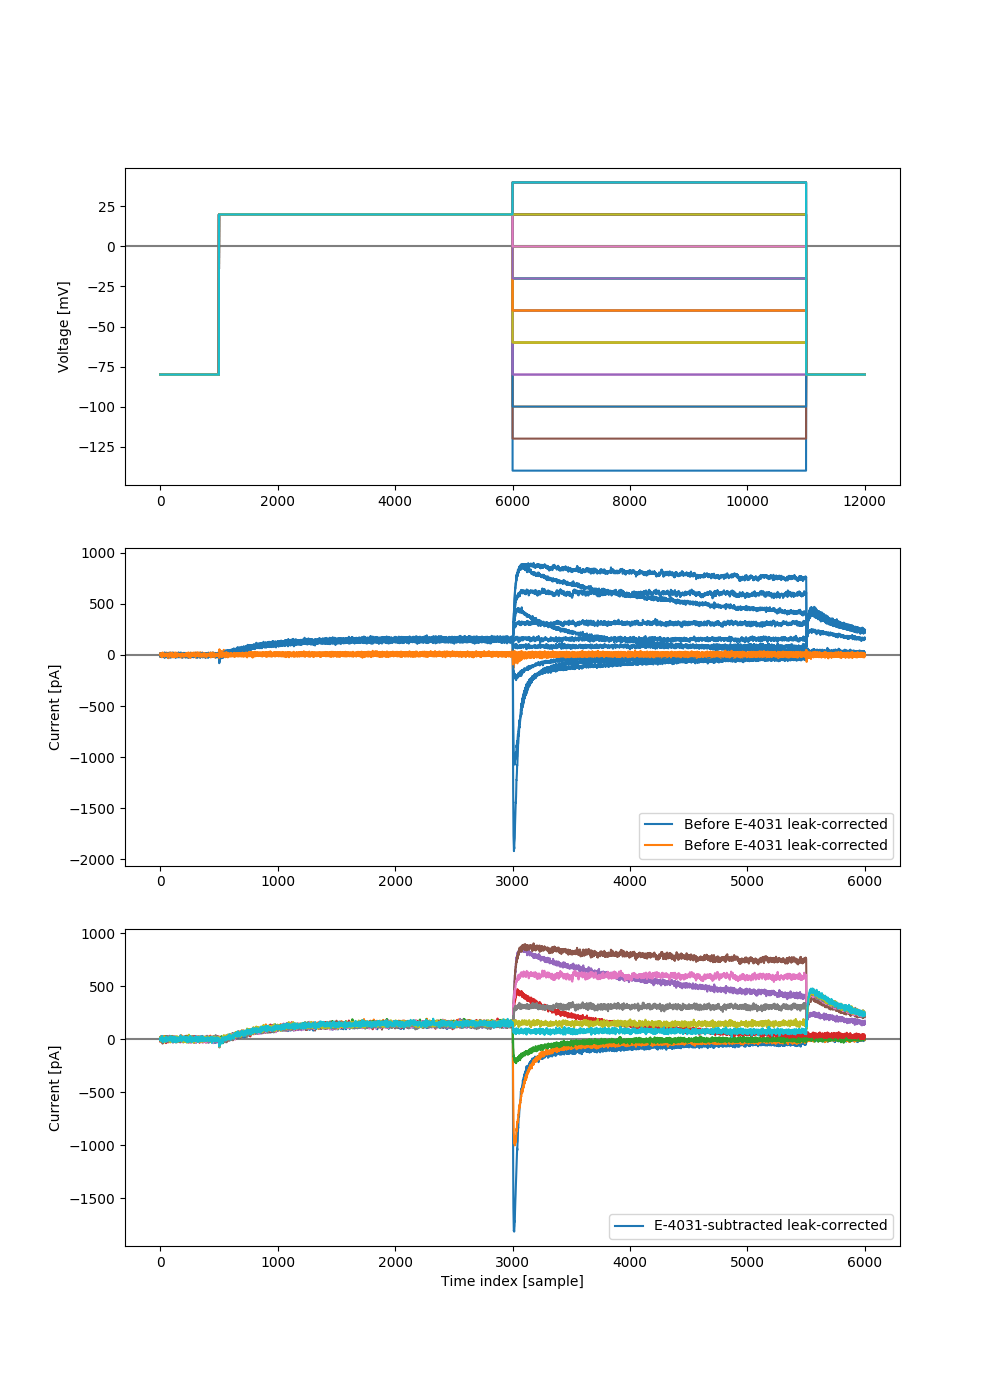 25
0
−25
−50
−75
−100
−125
Voltage [mV]
0 2000 4000 6000 8000 10000 12000
1000
500
0
−500
−1000
−1500
−2000
Current [pA]
Before E-4031 leak-corrected
Before E-4031 leak-corrected
0 1000 2000 3000 4000 5000 6000
1000
500
0
−500
−1000
−1500
Current [pA]
E-4031-subtracted leak-corrected
0 1000 2000 3000 4000 5000 6000
Time index [sample]